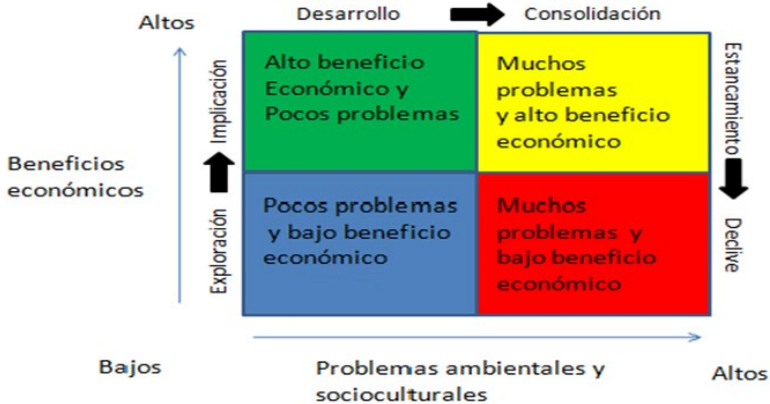 Desarrollo
Consolidación
Altos
Alto beneficio
Económico y
Pocos problemas
Muchos
problemas
y alto beneficio
económico
Implicación
Estancamiento
Beneficios
económicos
Exploración
Pocos problemas
y bajo beneficio
económico
Muchos
problemas y
bajo beneficio
económico
Declive
Bajos
Problemas ambientales y
socioculturales
Altos